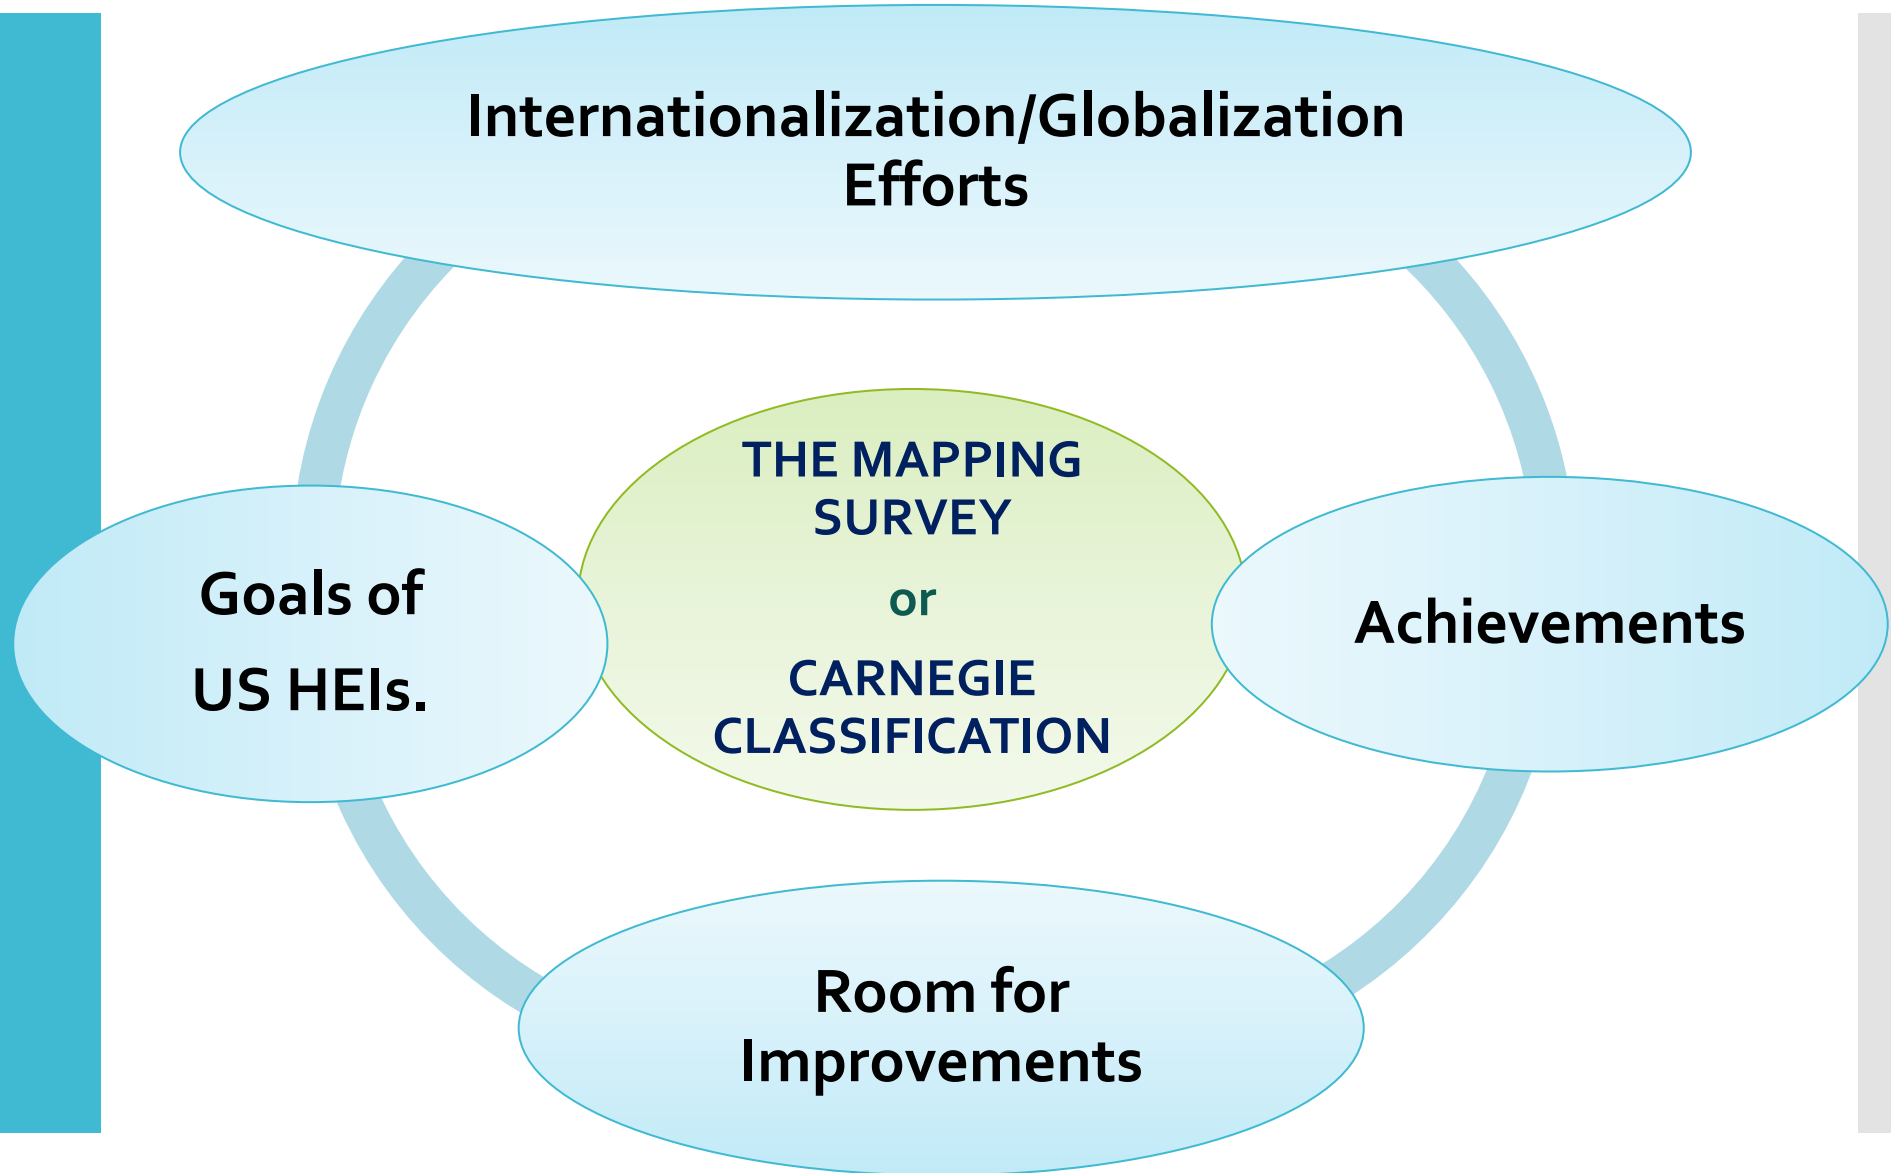 Internationalization/Globalization
Efforts
THE MAPPING
SURVEY
or
CARNEGIE
CLASSIFICATION
Goals of
US HEIs.
Achievements
Room for
Improvements